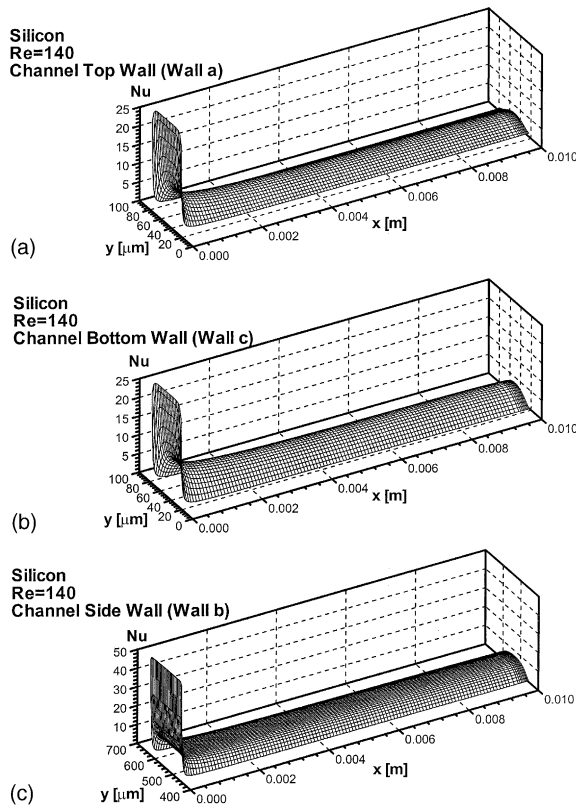 Silicon
Re=140
Channel Top Wall (Wall a)
Nu
25
20
15
10
5
100
80
60
40
20
0
y [μm]
0.000
0.002
0.004
0.006
0.008
0.010
x [m]
(a)
Silicon
Re=140
Channel Bottom Wall (Wall c)
Nu
25
20
15
10
5
100
80
60
40
20
0
y [μm]
0.000
0.002
0.004
0.006
0.008
0.010
x [m]
(b)
Silicon
Re=140
Channel Side Wall (Wall b)
Nu
50
40
30
20
10
700
600
500
400
y [μm]
0.000
0.002
0.004
0.006
0.008
0.010
x [m]
(c)